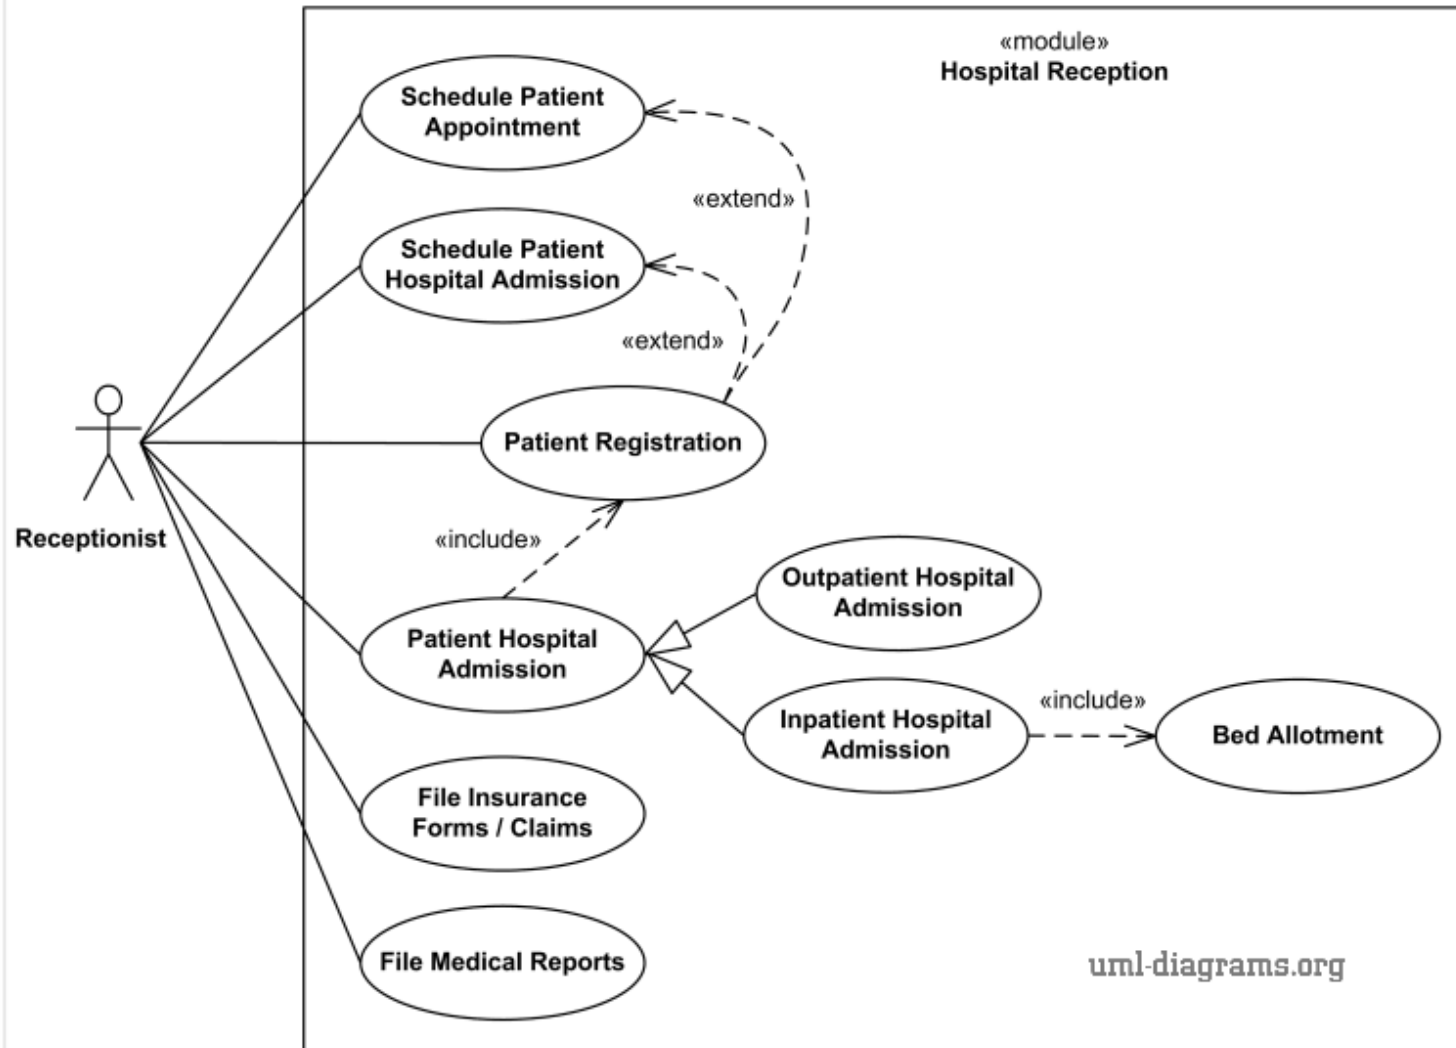 «module»
Hospital Reception
Schedule Patient
Appointment
«extend»
Schedule Patient
Hospital Admission
«extend»
Patient Registration
Receptionist
«include»
Outpatient Hospital
Admission
Patient Hospital
Admission
«include»
Inpatient Hospital
Admission
Bed Allotment
File Insurance
Forms / Claims
File Medical Reports
uml-diagrams.org